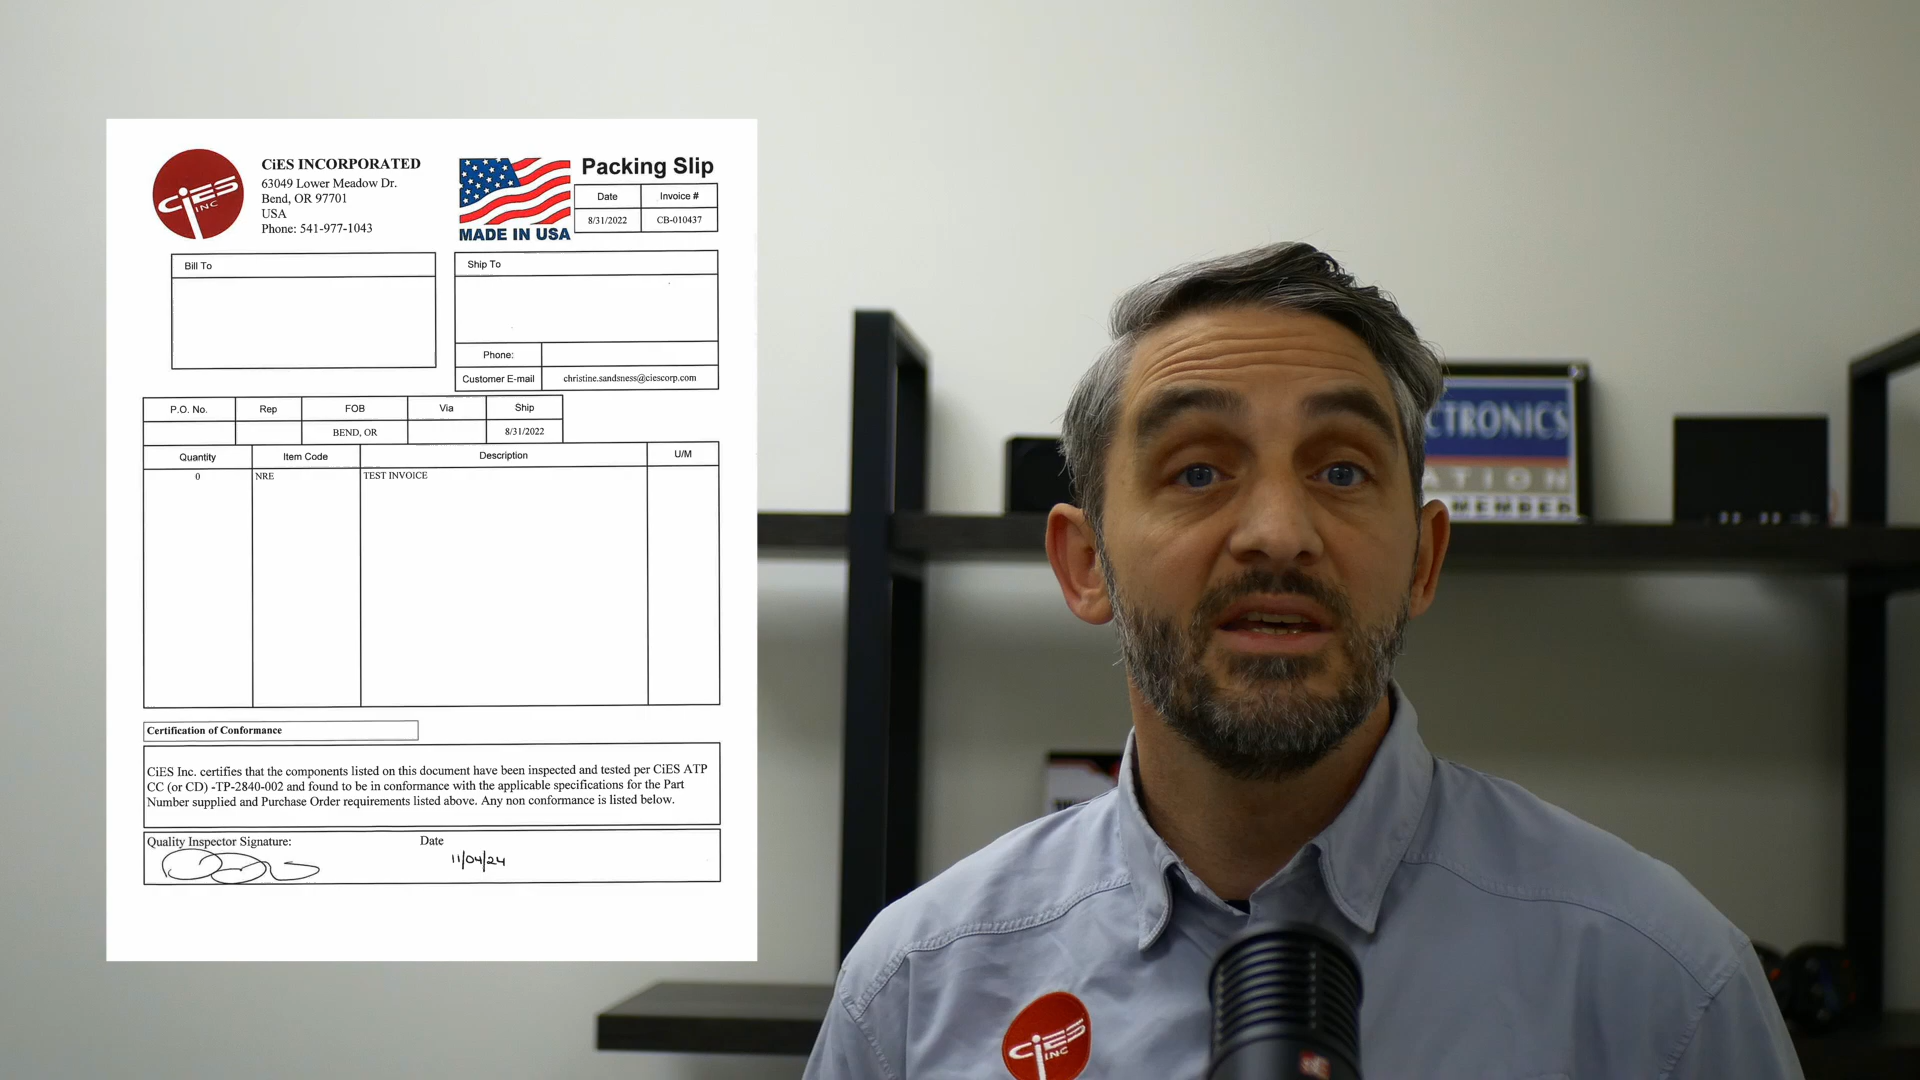 CiES
INC
CiES INCORPORATED
63049 Lower Meadow Dr.
Bend, OR 97701
USA
Phone: 541-977-1043
MADE IN USA
Packing Slip
Date Invoice #
8/31/2022 CB-010437
Bill To
Ship To
Phone:
Customer E-mail christine.sandsness@ciescorp.com
P.O. No. Rep FOB Via Ship
BEND, OR 8/31/2022
Quantity Item Code Description U/M
0 NRE TEST INVOICE
Certification of Conformance
CiES Inc. certifies that the components listed on this document have been inspected and tested per CiES ATP
CC (or CD) -TP-2840-002 and found to be in conformance with the applicable specifications for the Part
Number supplied and Purchase Order requirements listed above. Any non conformance is listed below.
Quality Inspector Signature: Date
11/04/24
CTRONICS
ATION
MEMBER
CiES
INC